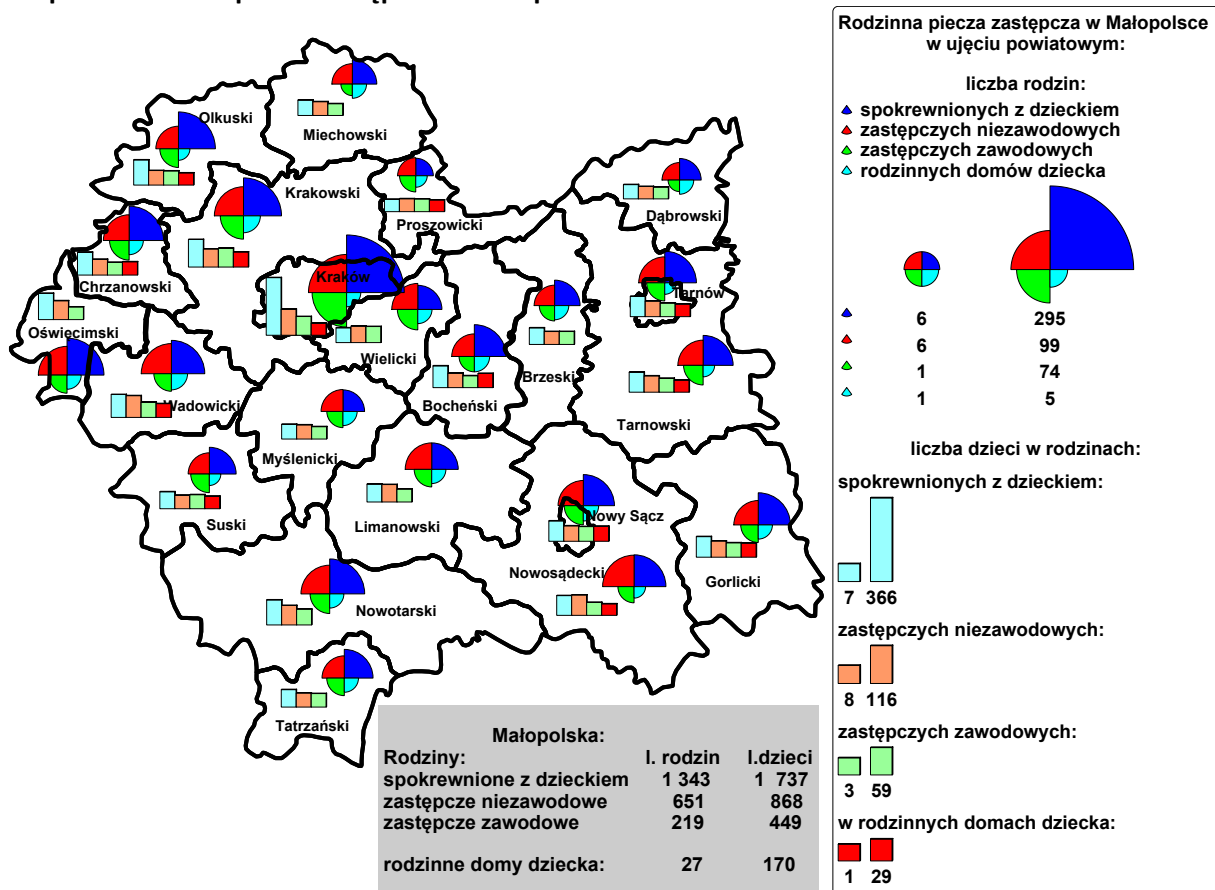 Rodzinna piecza zastępcza w Małopolsce
w ujęciu powiatowym:
liczba rodzin:
spokrewnionych z dzieckiem
zastępczych niezawodowych
zastępczych zawodowych
rodzinnych domów dziecka
6 295
6 99
1 74
1 5
liczba dzieci w rodzinach:
spokrewnionych z dzieckiem:
7 366
zastępczych niezawodowych:
8 116
zastępczych zawodowych:
3 59
w rodzinnych domach dziecka:
1 29
Olkuski
Miechowski
Krakowski
Proszowicki
Dąbrowski
Chrzanowski
Kraków
Tarnów
Oświęcimski
Wielicki
Brzeski
Wadowicki
Bocheński
Tarnowski
Myślenicki
Suski
Limanowski
Nowy Sącz
Nowosądecki
Gorlicki
Nowotarski
Tatrzański
Małopolska:
Rodziny: l. rodzin l.dzieci
spokrewnione z dzieckiem 1 343 1 737
zastępcze niezawodowe 651 868
zastępcze zawodowe 219 449
rodzinne domy dziecka: 27 170